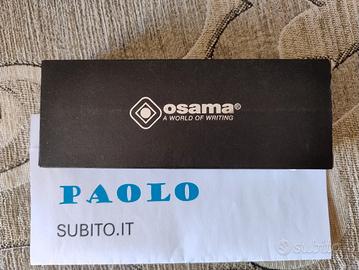 osama®
A WORLD OF WRITING
PAOLO
SUBITO.IT
subito